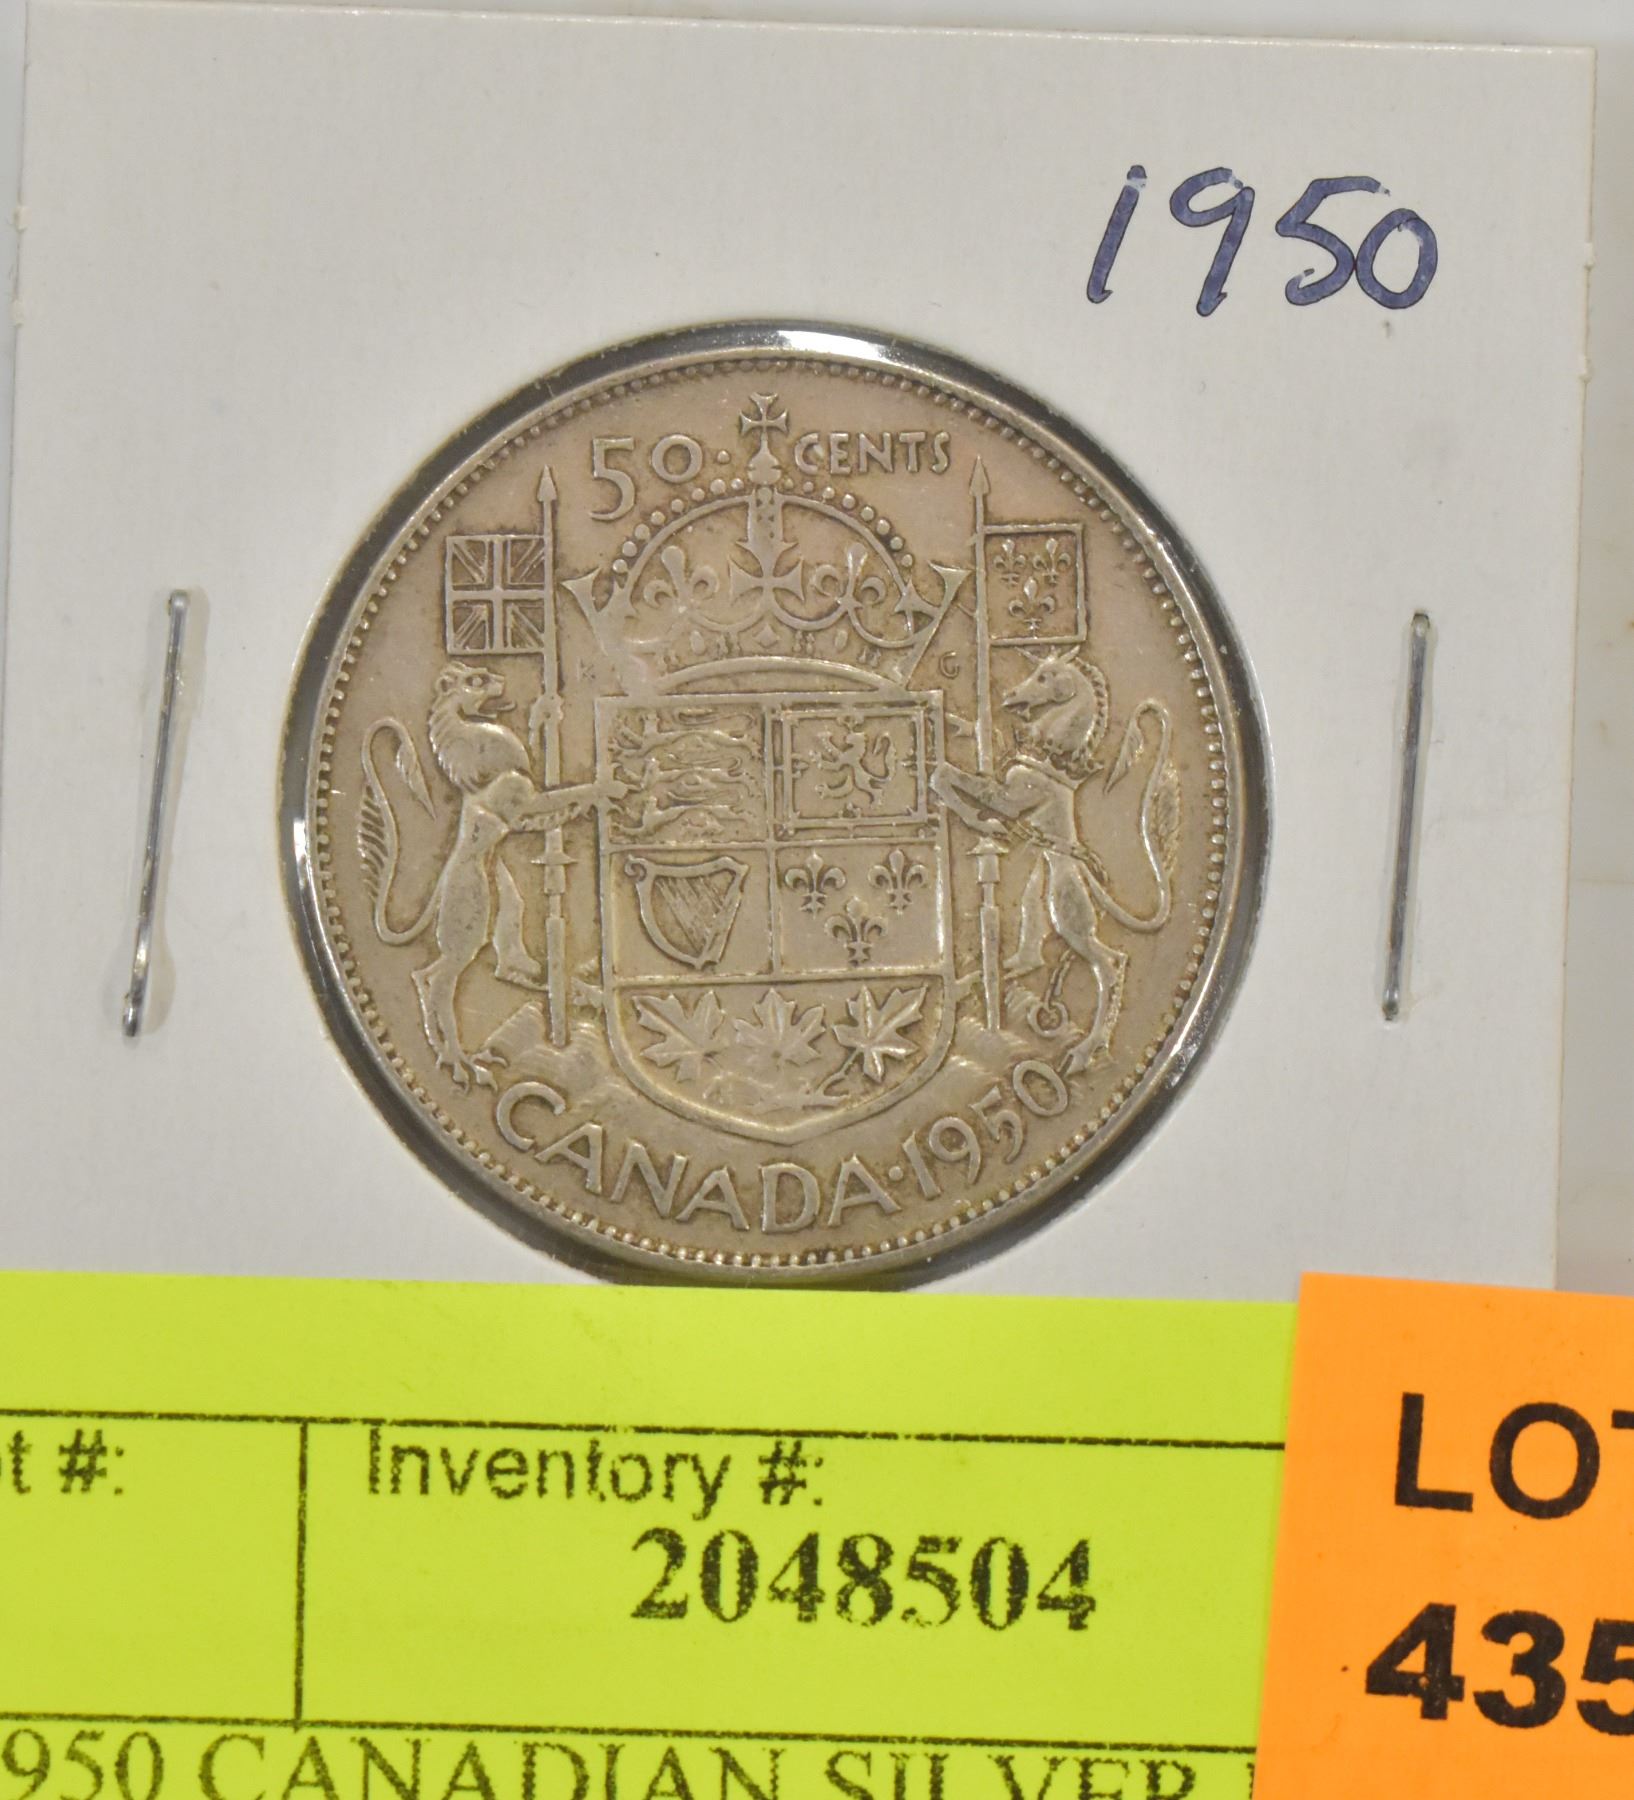 1950
50 · CENTS
K G
CANADA · 1950
Inventory #:
2048504
950 CANADIAN SILVER
LOT
435